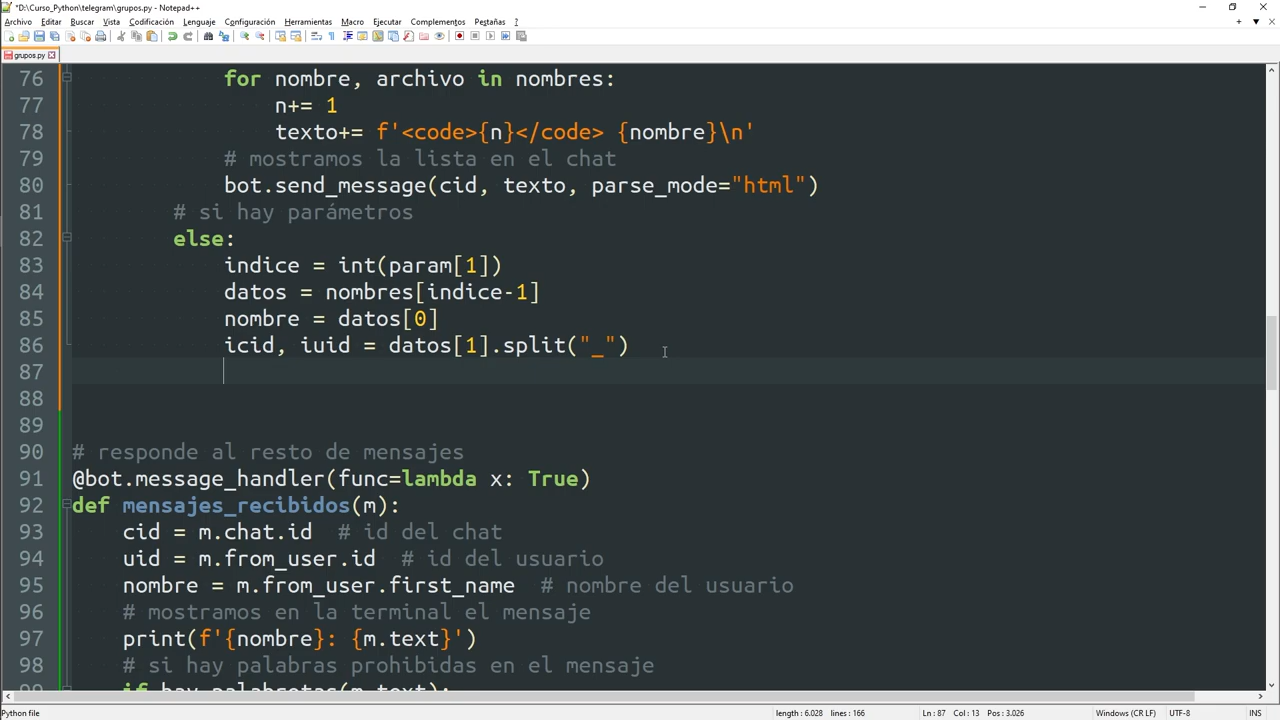 *D:\Curso_Python\telegram\grupos.py - Notepad++
Archivo Editar Buscar Vista Codificación Lenguaje Configuración Herramientas Macro Ejecutar Complementos Pestañas ?
grupos.py
76 for nombre, archivo in nombres:
77 n+= 1
78 texto+= f'<code>{n}</code> {nombre}\n'
79 # mostramos la lista en el chat
80 bot.send_message(cid, texto, parse_mode="html")
81 # si hay parámetros
82 else:
83 indice = int(param[1])
84 datos = nombres[indice-1]
85 nombre = datos[0]
86 icid, iuid = datos[1].split("_")
87
88
89
90 # responde al resto de mensajes
91 @bot.message_handler(func=lambda x: True)
92 def mensajes_recibidos(m):
93 cid = m.chat.id # id del chat
94 uid = m.from_user.id # id del usuario
95 nombre = m.from_user.first_name # nombre del usuario
96 # mostramos en la terminal el mensaje
97 print(f'{nombre}: {m.text}')
98 # si hay palabras prohibidas en el mensaje
99 if hay_palabrotas(m.text):
Python file length : 6.028 lines : 166 Ln : 87 Col : 13 Pos : 3.026 Windows (CR LF) UTF-8 INS